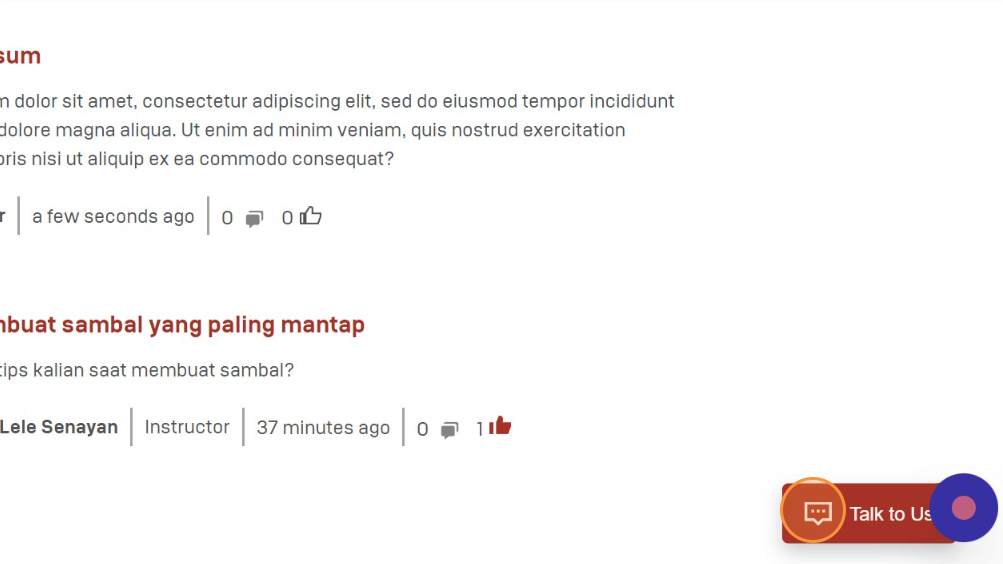 sum
m dolor sit amet, consectetur adipiscing elit, sed do eiusmod tempor incididunt
dolore magna aliqua. Ut enim ad minim veniam, quis nostrud exercitation
oris nisi ut aliquip ex ea commodo consequat?
r a few seconds ago 0 0
nbuat sambal yang paling mantap
tips kalian saat membuat sambal?
Lele Senayan Instructor 37 minutes ago 0 1
Talk to Us